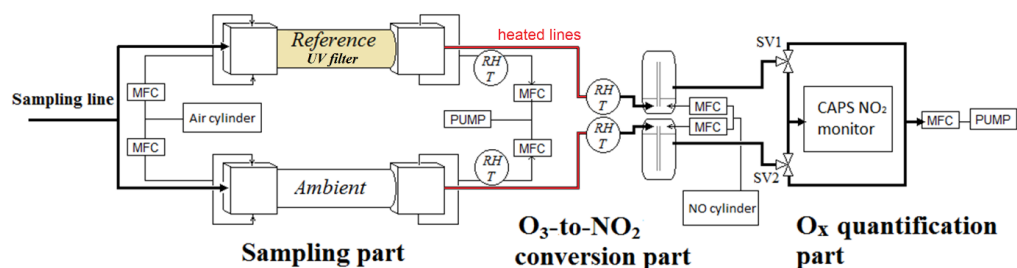 Reference
UV filter
heated lines
RH
T
MFC
MFC
Sampling line
Air cylinder
PUMP
MFC
MFC
RH
T
Ambient
RH
T
RH
T
MFC
MFC
NO cylinder
SV1
SV2
CAPS NO₂
monitor
MFC
PUMP
Sampling part
O₃-to-NO₂
conversion part
Oₓ quantification
part